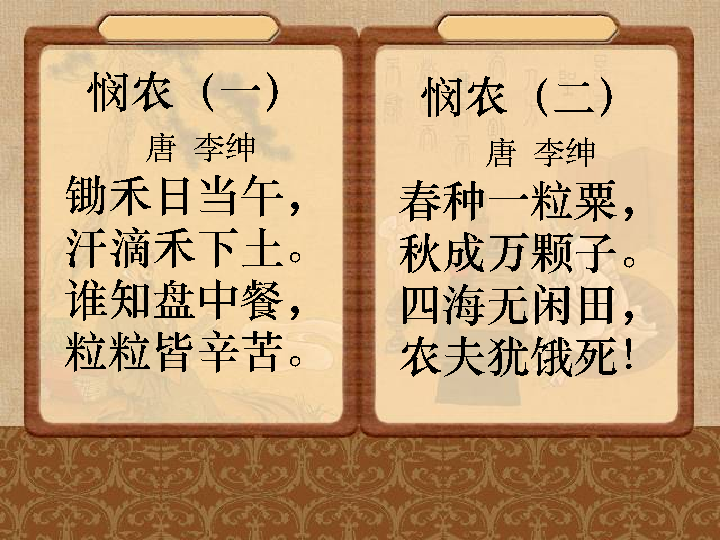 悯农（一）
唐 李绅
锄禾日当午，
汗滴禾下土。
谁知盘中餐，
粒粒皆辛苦。
悯农（二）
唐 李绅
春种一粒粟，
秋成万颗子。
四海无闲田，
农夫犹饿死！